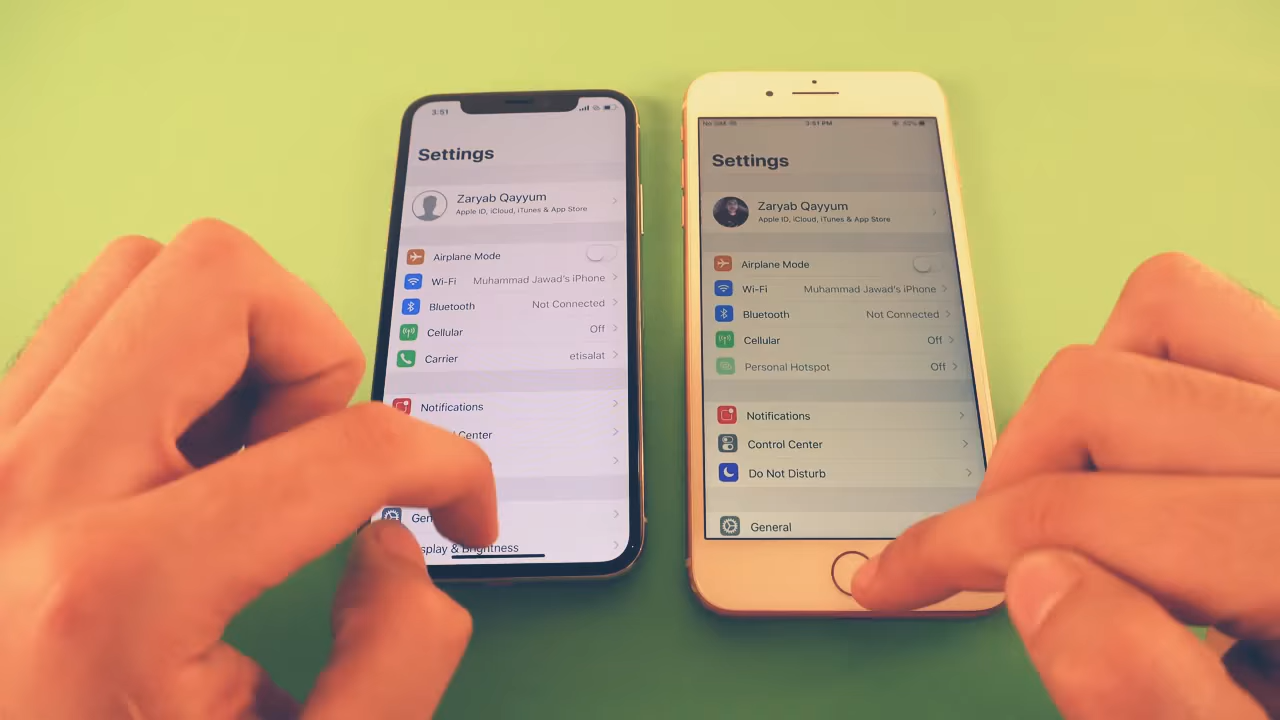 3:51
Settings
Zaryab Qayyum
Apple ID, iCloud, iTunes & App Store
Airplane Mode
Wi-Fi Muhammad Jawad's iPhone
Bluetooth Not Connected
Cellular Off
Carrier etisalat
Notifications
Center
Gen
splay & Brightness
No SIM 3:51 PM
Settings
Zaryab Qayyum
Apple ID, iCloud, iTunes & App Store
Airplane Mode
Wi-Fi Muhammad Jawad's iPhone
Bluetooth Not Connected
Cellular Off
Personal Hotspot Off
Notifications
Control Center
Do Not Disturb
General